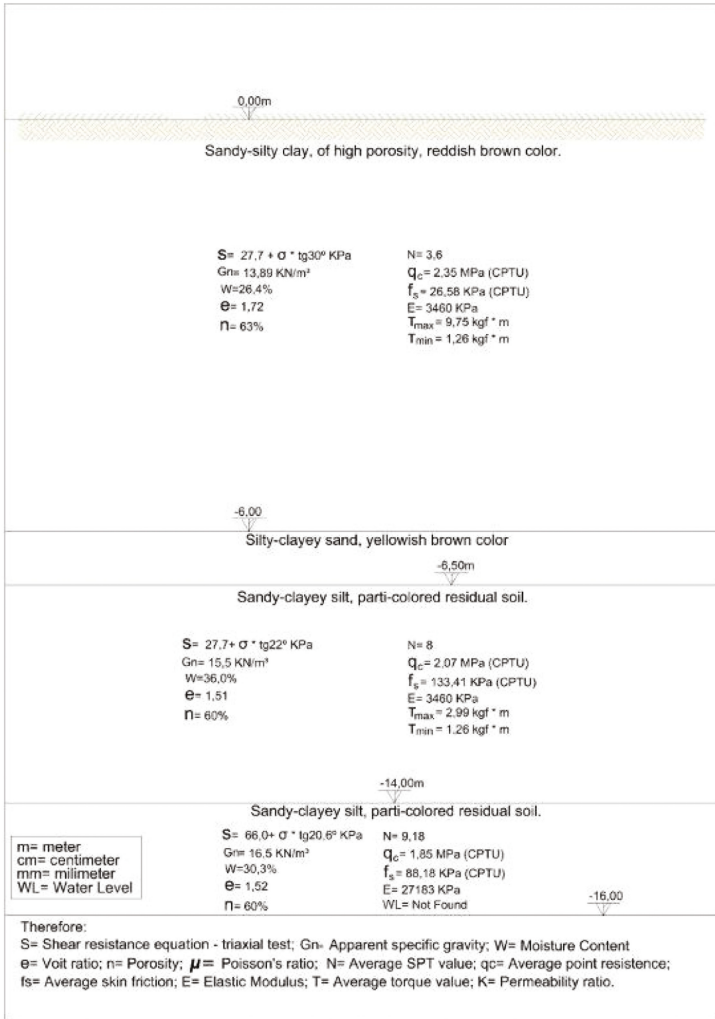 0,00m
Sandy-silty clay, of high porosity, reddish brown color.
S= 27,7 + σ * tg30º KPa
Gn= 13,89 KN/m³
W=26,4%
e= 1,72
n= 63%
N= 3,6
qc= 2,35 MPa (CPTU)
fs= 26,58 KPa (CPTU)
E= 3460 KPa
Tmax = 9,75 kgf * m
Tmin = 1,26 kgf * m
-6,00
Silty-clayey sand, yellowish brown color
-6,50m
Sandy-clayey silt, parti-colored residual soil.
S= 27,7+ σ * tg22º KPa
Gn= 15,5 KN/m³
W=36,0%
e= 1,51
n= 60%
N= 8
qc= 2,07 MPa (CPTU)
fs= 133,41 KPa (CPTU)
E= 3460 KPa
Tmax = 2,99 kgf * m
Tmin = 1.26 kgf * m
-14,00m
Sandy-clayey silt, parti-colored residual soil.
S= 66,0+ σ * tg20,6º KPa
Gn= 16,5 KN/m³
W=30,3%
e= 1,52
n= 60%
N= 9,18
qc= 1,85 MPa (CPTU)
fs= 88,18 KPa (CPTU)
E= 27183 KPa
WL= Not Found
-16,00
m= meter
cm= centimeter
mm= milimeter
WL= Water Level
Therefore:
S= Shear resistance equation - triaxial test; Gn= Apparent specific gravity; W= Moisture Content
e= Voit ratio; n= Porosity; μ= Poisson's ratio; N= Average SPT value; qc= Average point resistence;
fs= Average skin friction; E= Elastic Modulus; T= Average torque value; K= Permeability ratio.